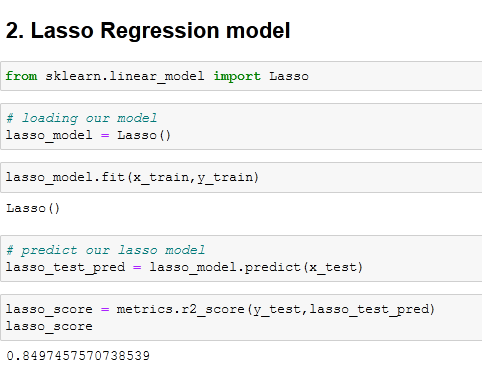 2. Lasso Regression model
from sklearn.linear_model import Lasso
# loading our model
lasso_model = Lasso()
lasso_model.fit(x_train,y_train)
Lasso()
# predict our lasso model
lasso_test_pred = lasso_model.predict(x_test)
lasso_score = metrics.r2_score(y_test,lasso_test_pred)
lasso_score
0.8497457570738539